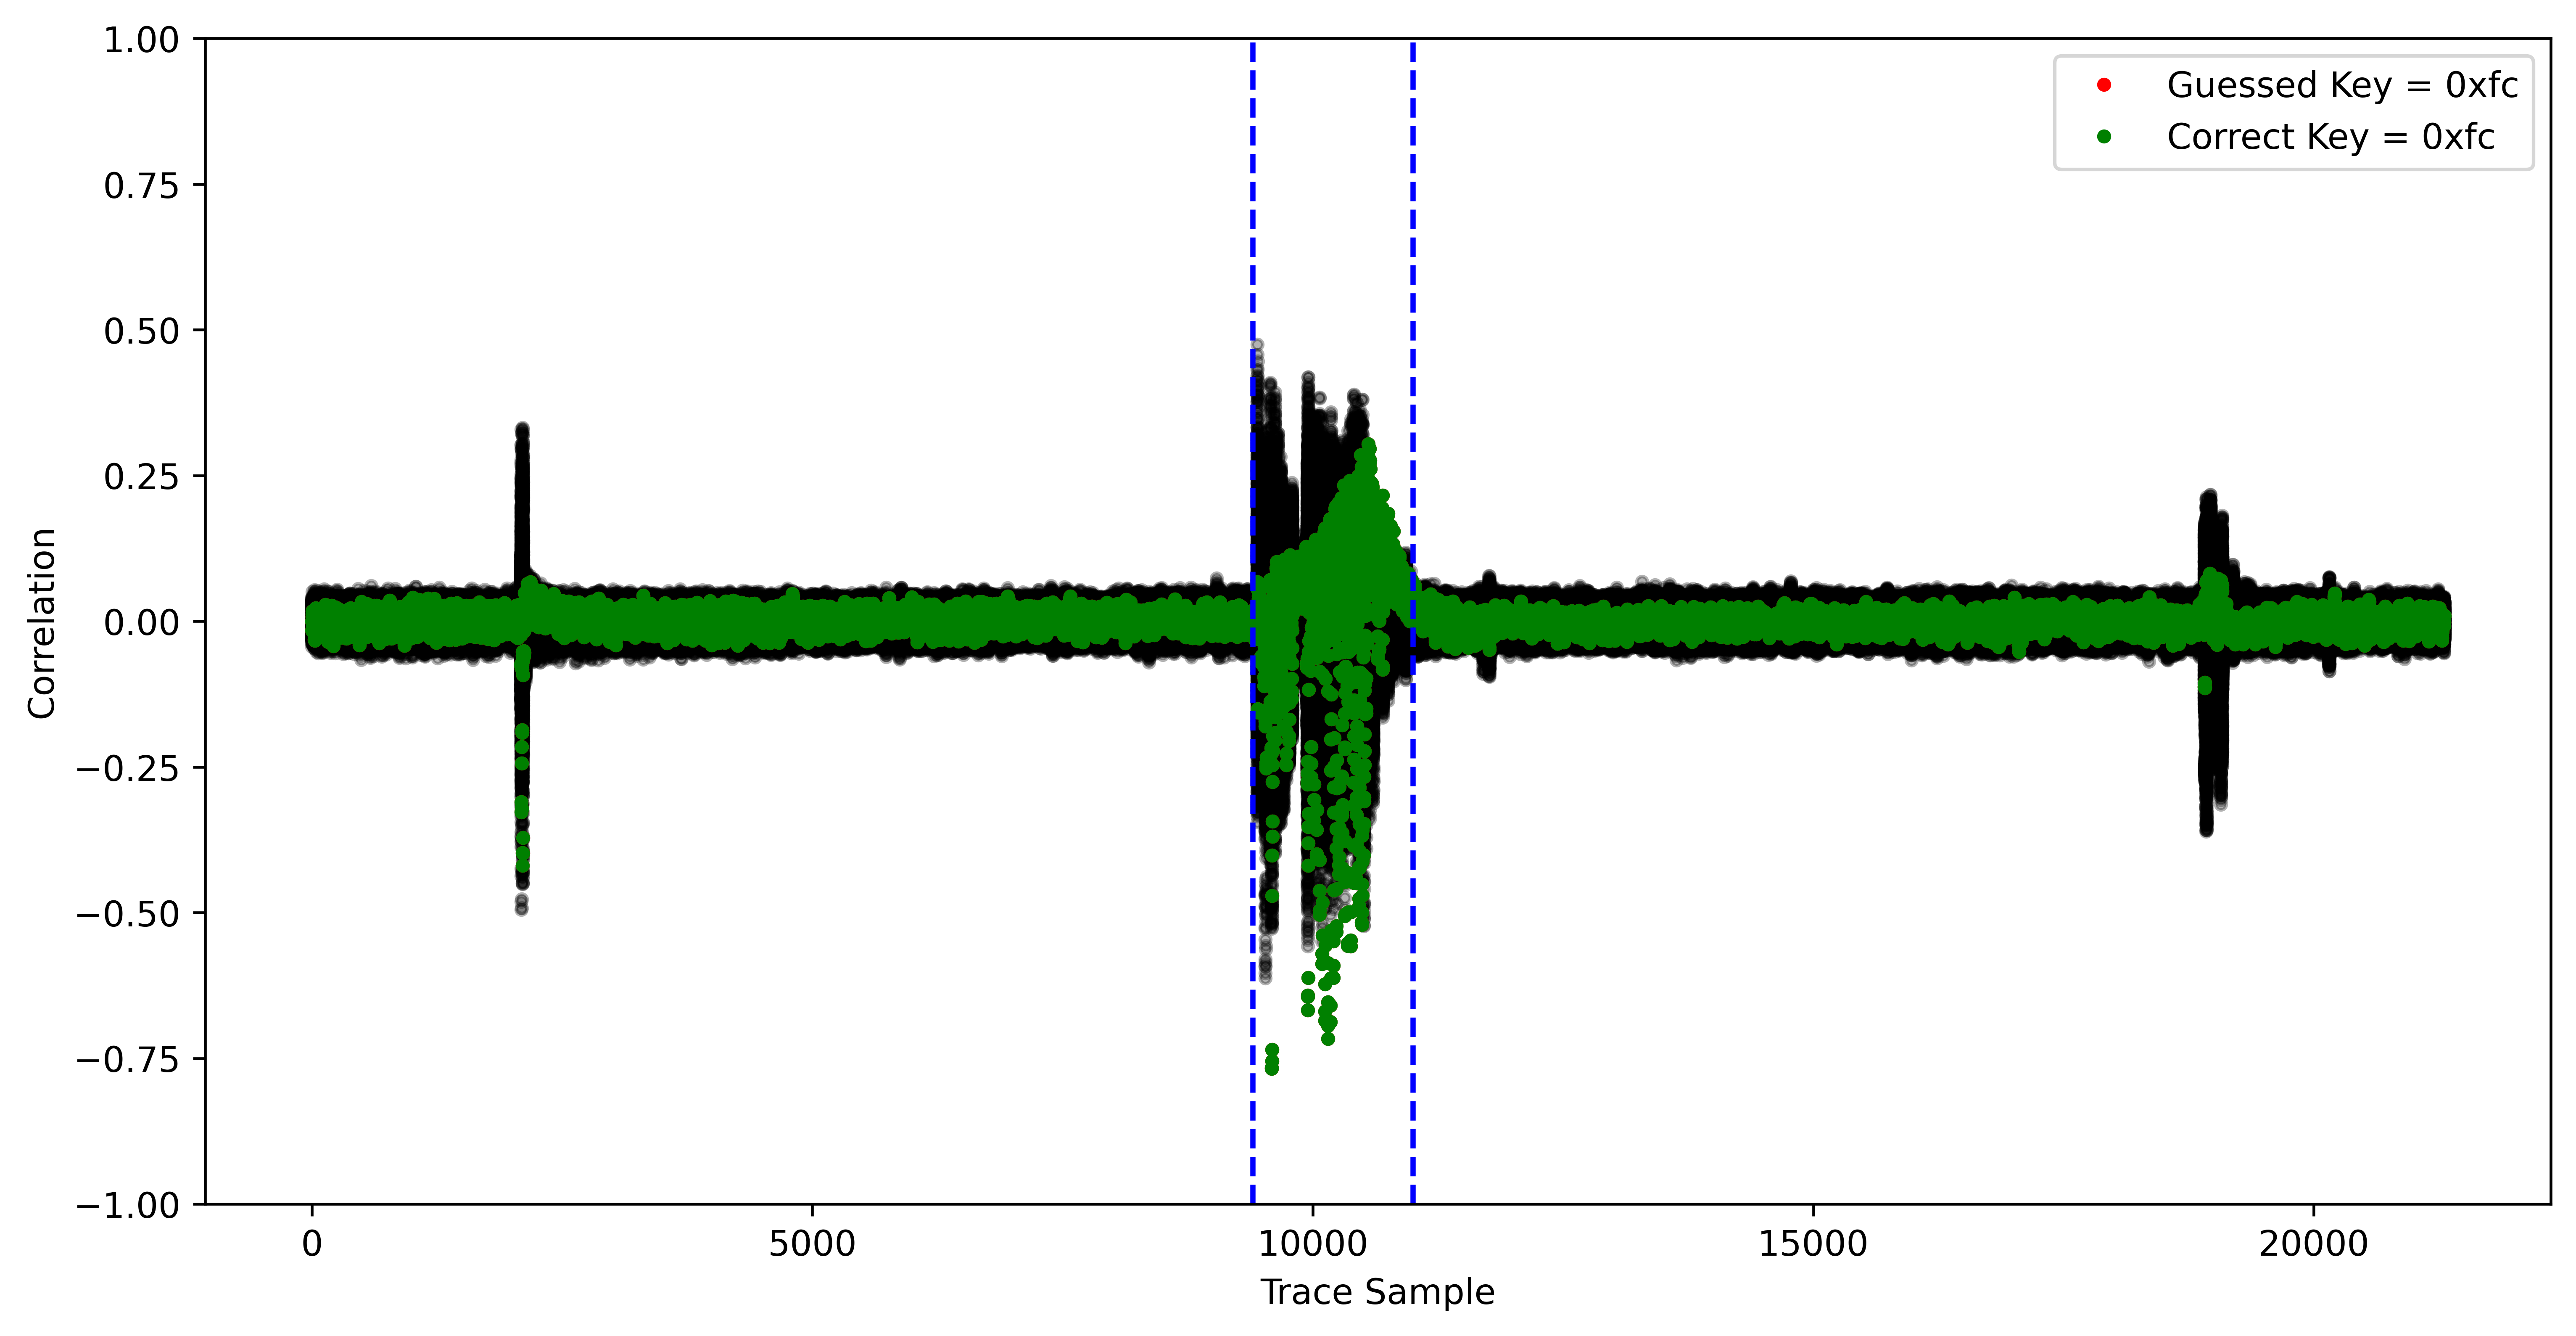 1.00
0.75
0.50
0.25
0.00
−0.25
−0.50
−0.75
−1.00
Correlation
0 5000 10000 15000 20000
Trace Sample
Guessed Key = 0xfc
Correct Key = 0xfc